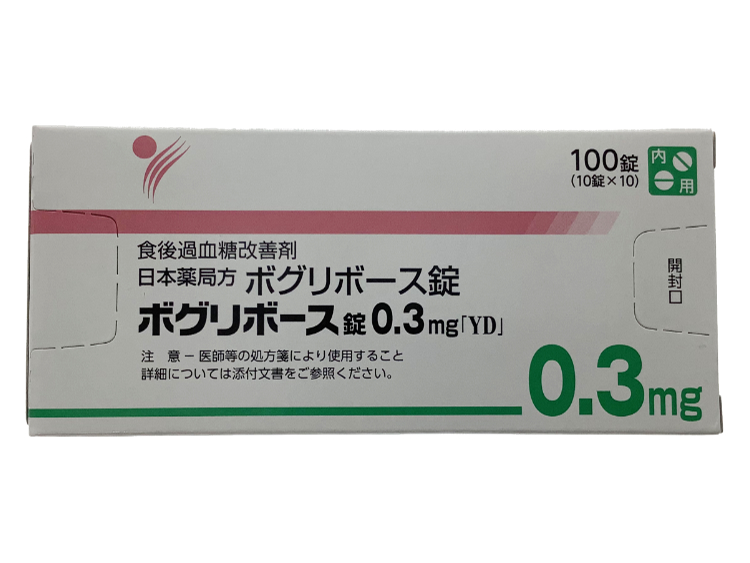 100錠
(10錠×10)
内用
食後過血糖改善剤
日本薬局方 ボグリボース錠
ボグリボース錠0.3mg「YD」
注　意－医師等の処方箋により使用すること
詳細については添付文書をご参照ください。
開封口
0.3mg